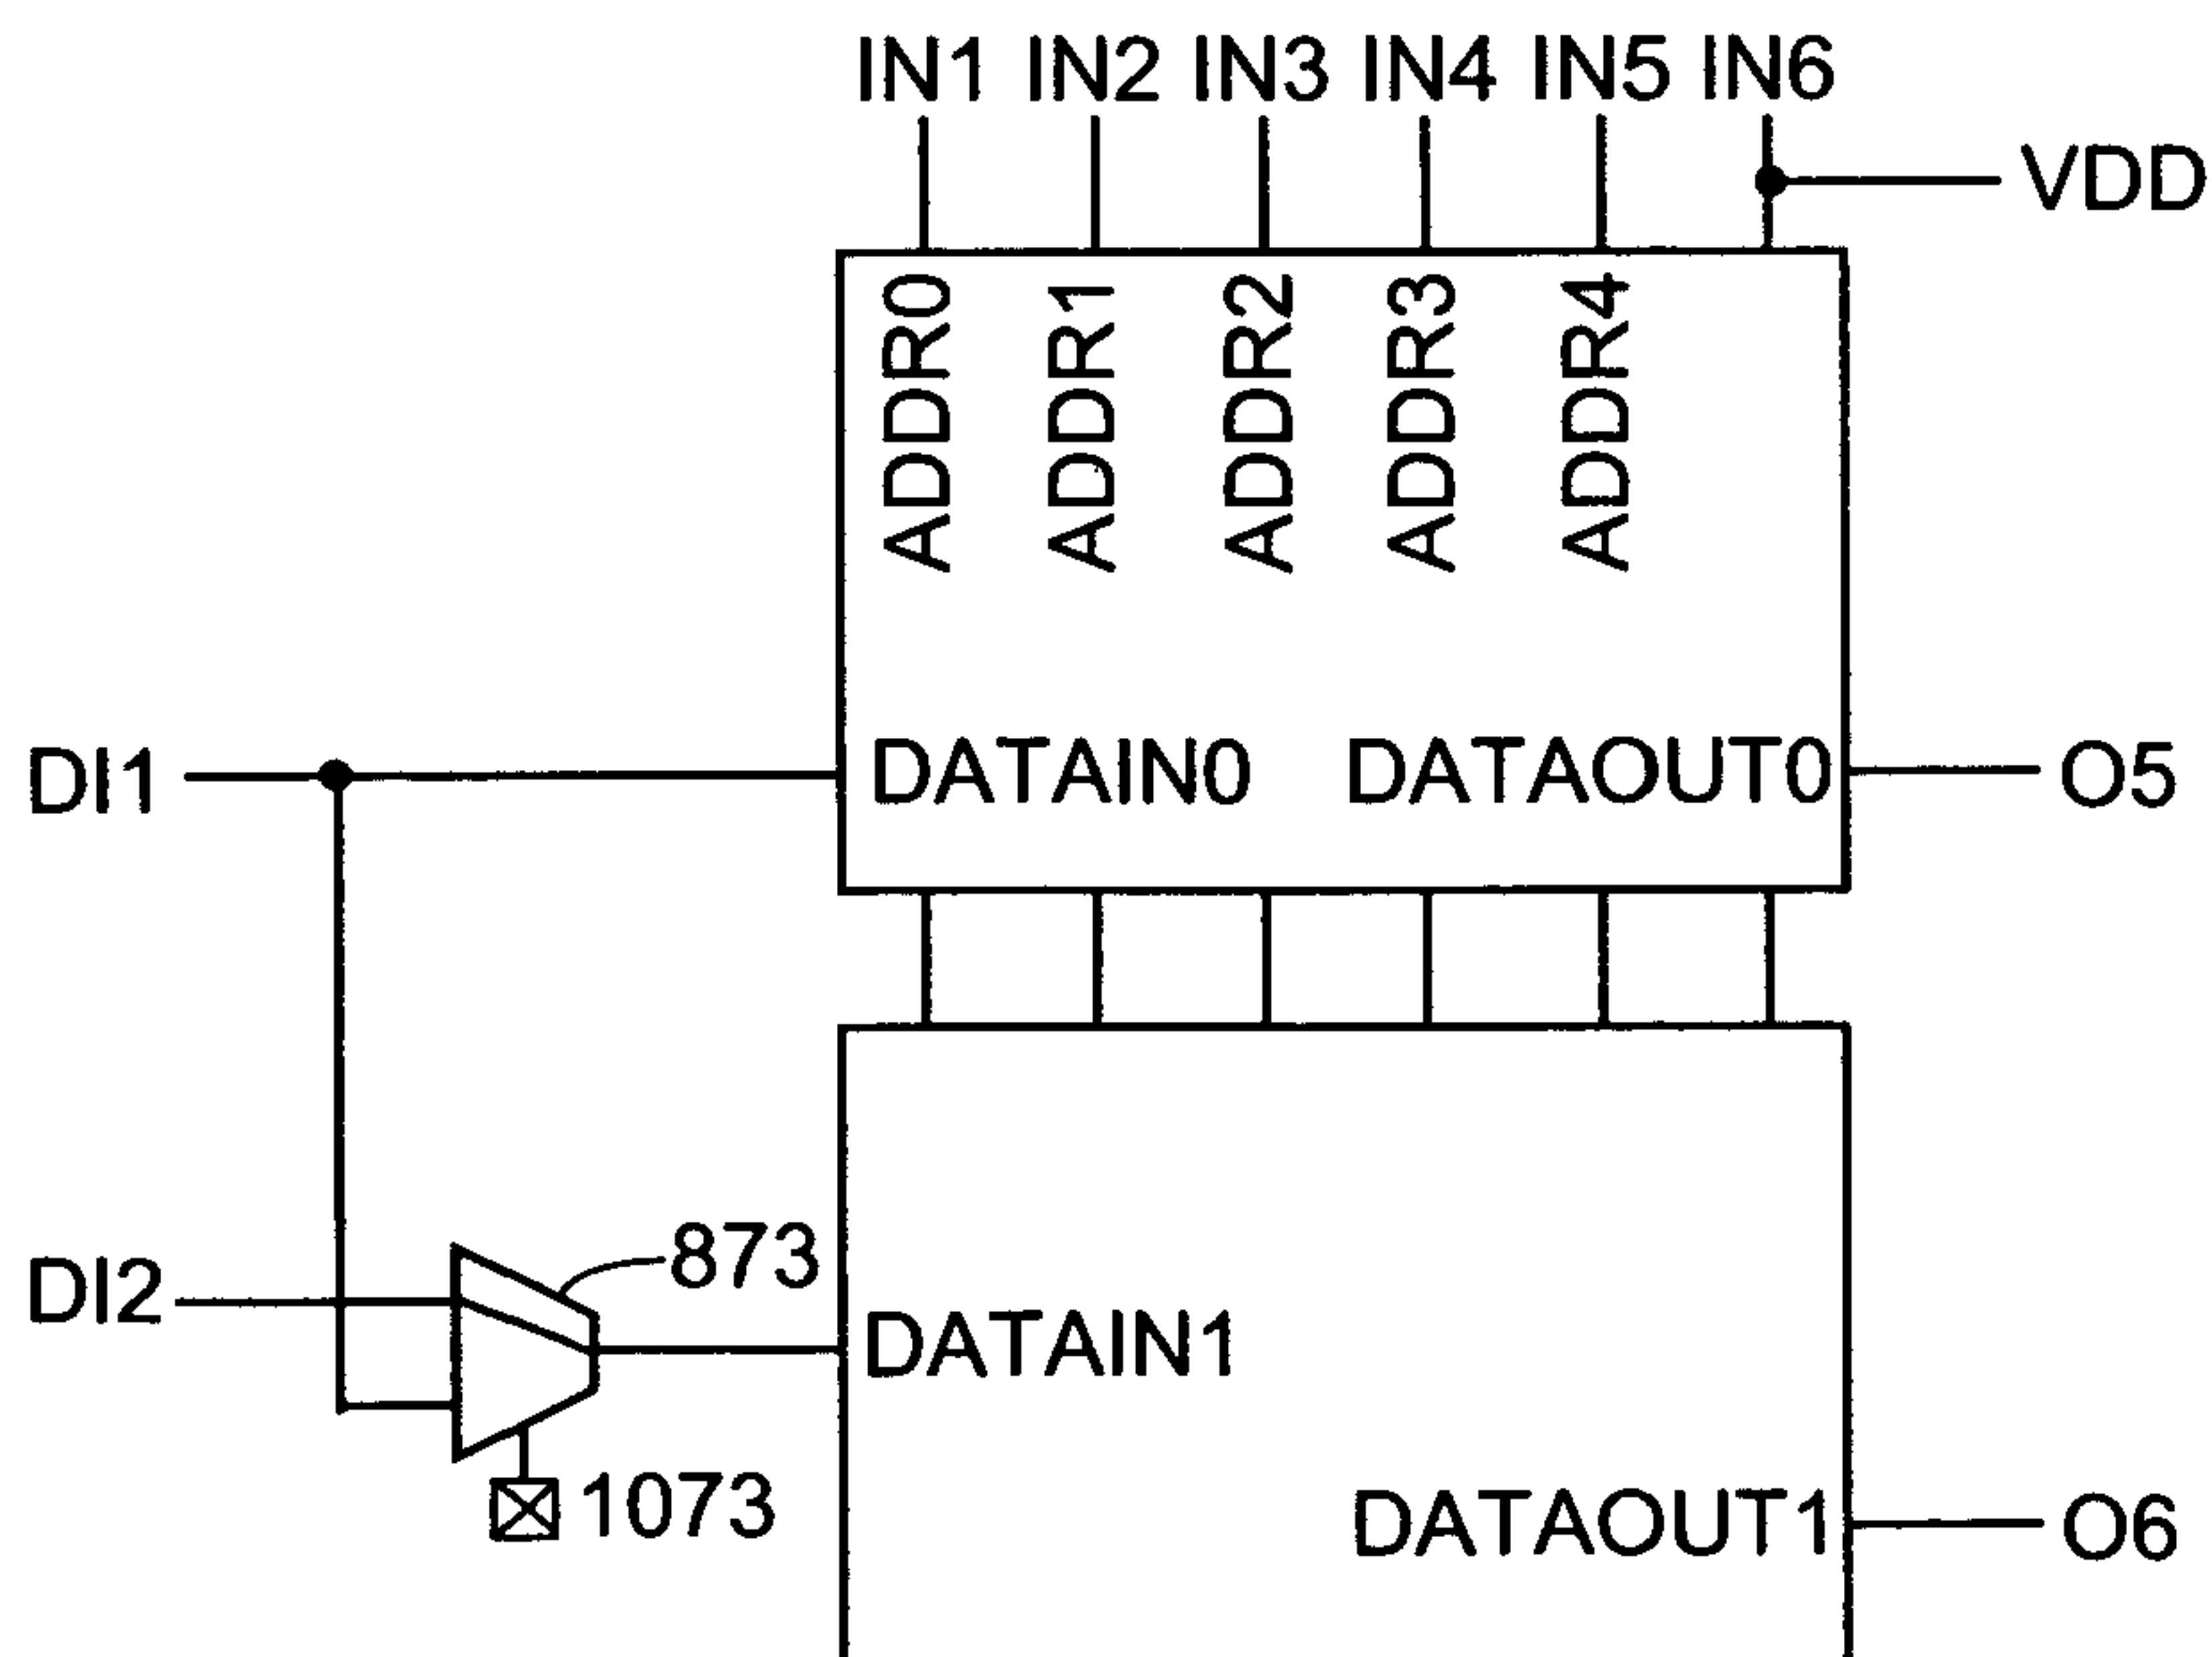 IN1 IN2 IN3 IN4 IN5 IN6
VDD
ADDR0
ADDR1
ADDR2
ADDR3
ADDR4
DI1
DATAIN0
DATAOUT0
O5
873
DI2
DATAIN1
1073
DATAOUT1
O6